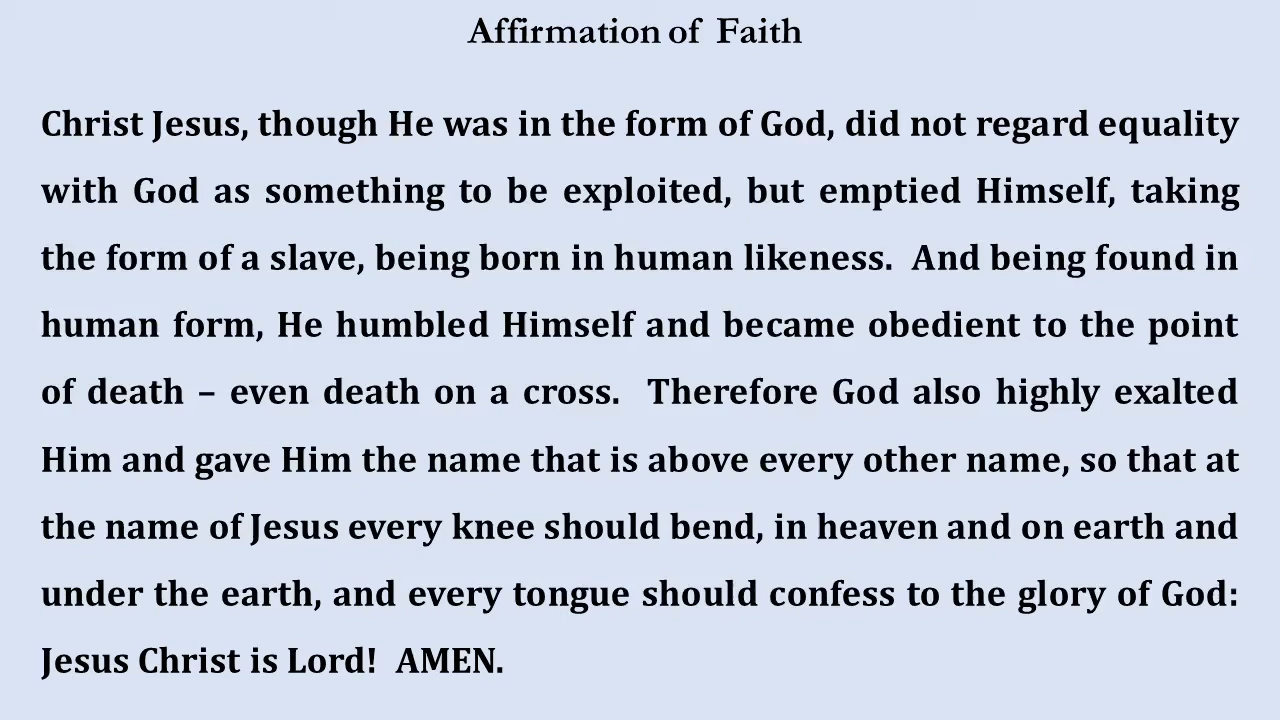 Affirmation of Faith
Christ Jesus, though He was in the form of God, did not regard equality
with God as something to be exploited, but emptied Himself, taking
the form of a slave, being born in human likeness. And being found in
human form, He humbled Himself and became obedient to the point
of death – even death on a cross. Therefore God also highly exalted
Him and gave Him the name that is above every other name, so that at
the name of Jesus every knee should bend, in heaven and on earth and
under the earth, and every tongue should confess to the glory of God:
Jesus Christ is Lord! AMEN.